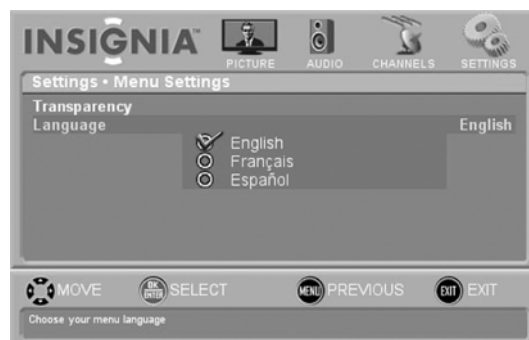 INSIGNIA™
PICTURE AUDIO CHANNELS SETTINGS
Settings • Menu Settings
Transparency
Language English
English
Français
Español
MOVE OK ENTER SELECT MENU PREVIOUS EXIT EXIT
Choose your menu language